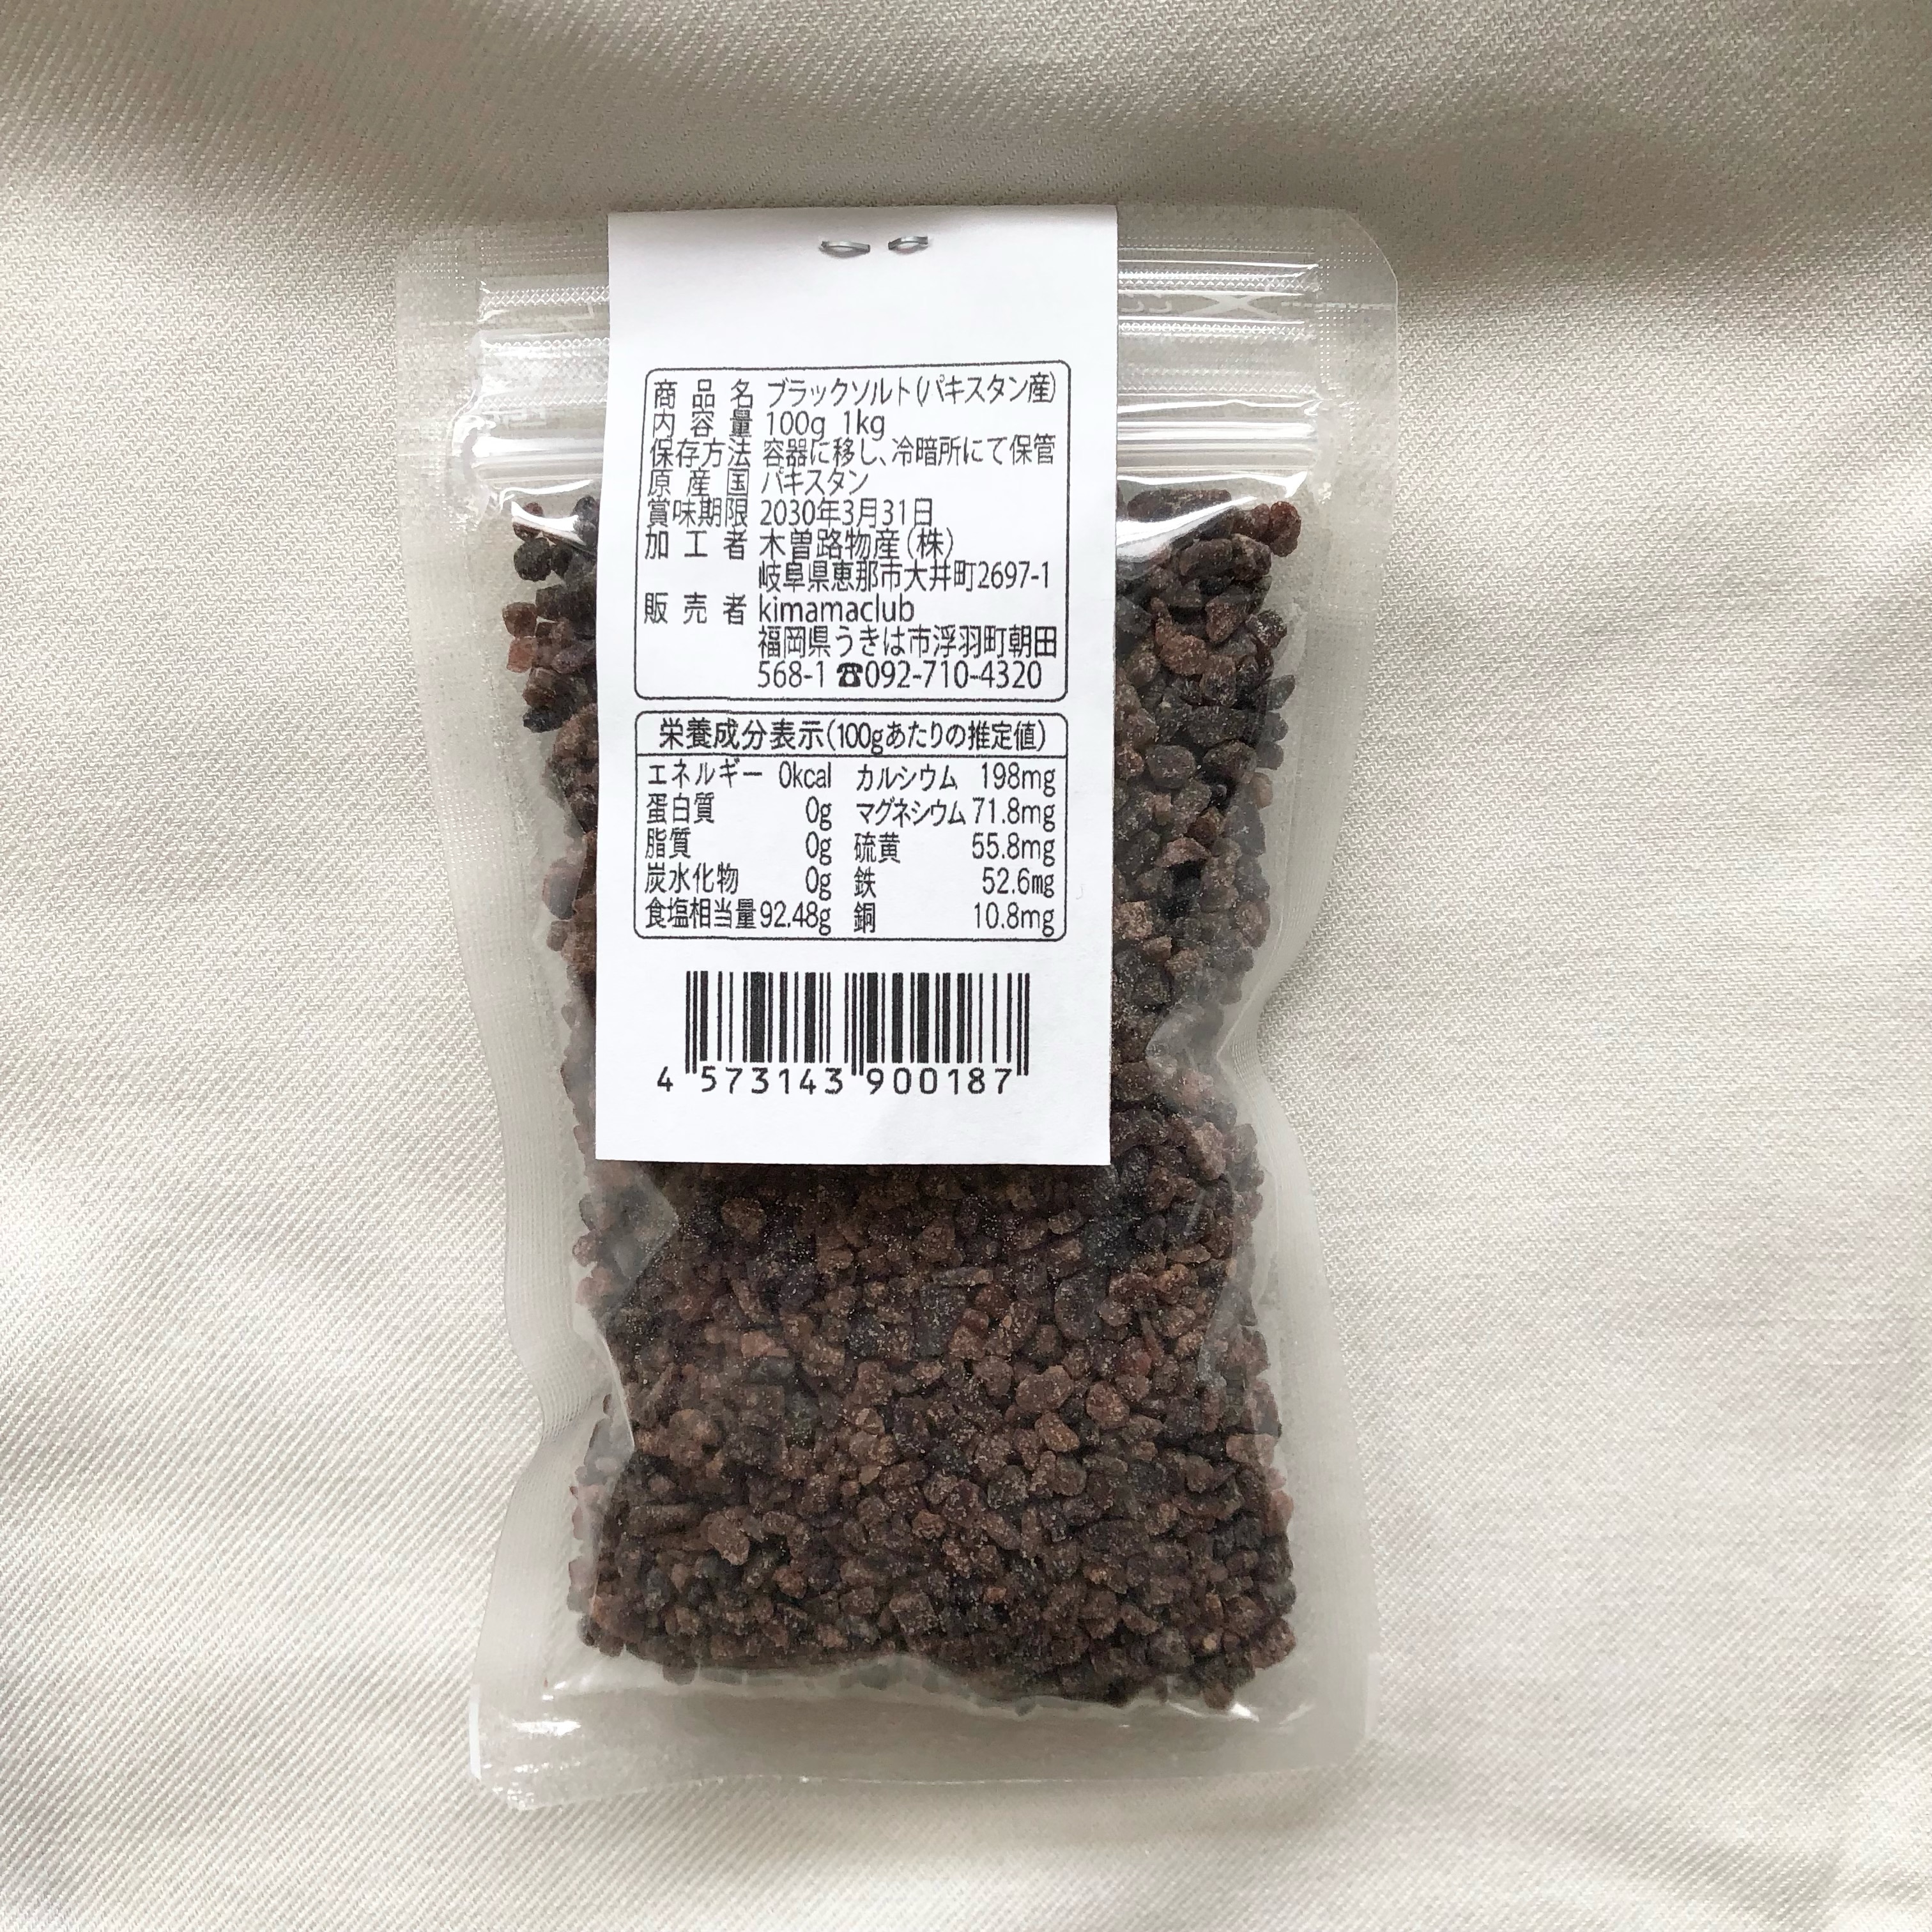 商品名 ブラックソルト(パキスタン産)
内容量 100g 1kg
保存方法 容器に移し、冷暗所にて保管
原産国 パキスタン
賞味期限 2030年3月31日
加工者 木曽路物産(株)
岐阜県恵那市大井町2697-1
販売者 kimamaclub
福岡県うきは市浮羽町朝田
568-1 ☎092-710-4320
栄養成分表示(100gあたりの推定値)
エネルギー 0kcal カルシウム 198mg
蛋白質 0g マグネシウム 71.8mg
脂質 0g 硫黄 55.8mg
炭水化物 0g 鉄 52.6mg
食塩相当量 92.48g 銅 10.8mg
4 573143 900187